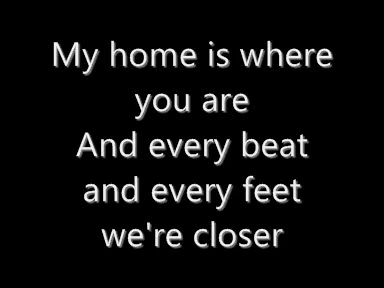 My home is where
you are
And every beat
and every feet
we're closer